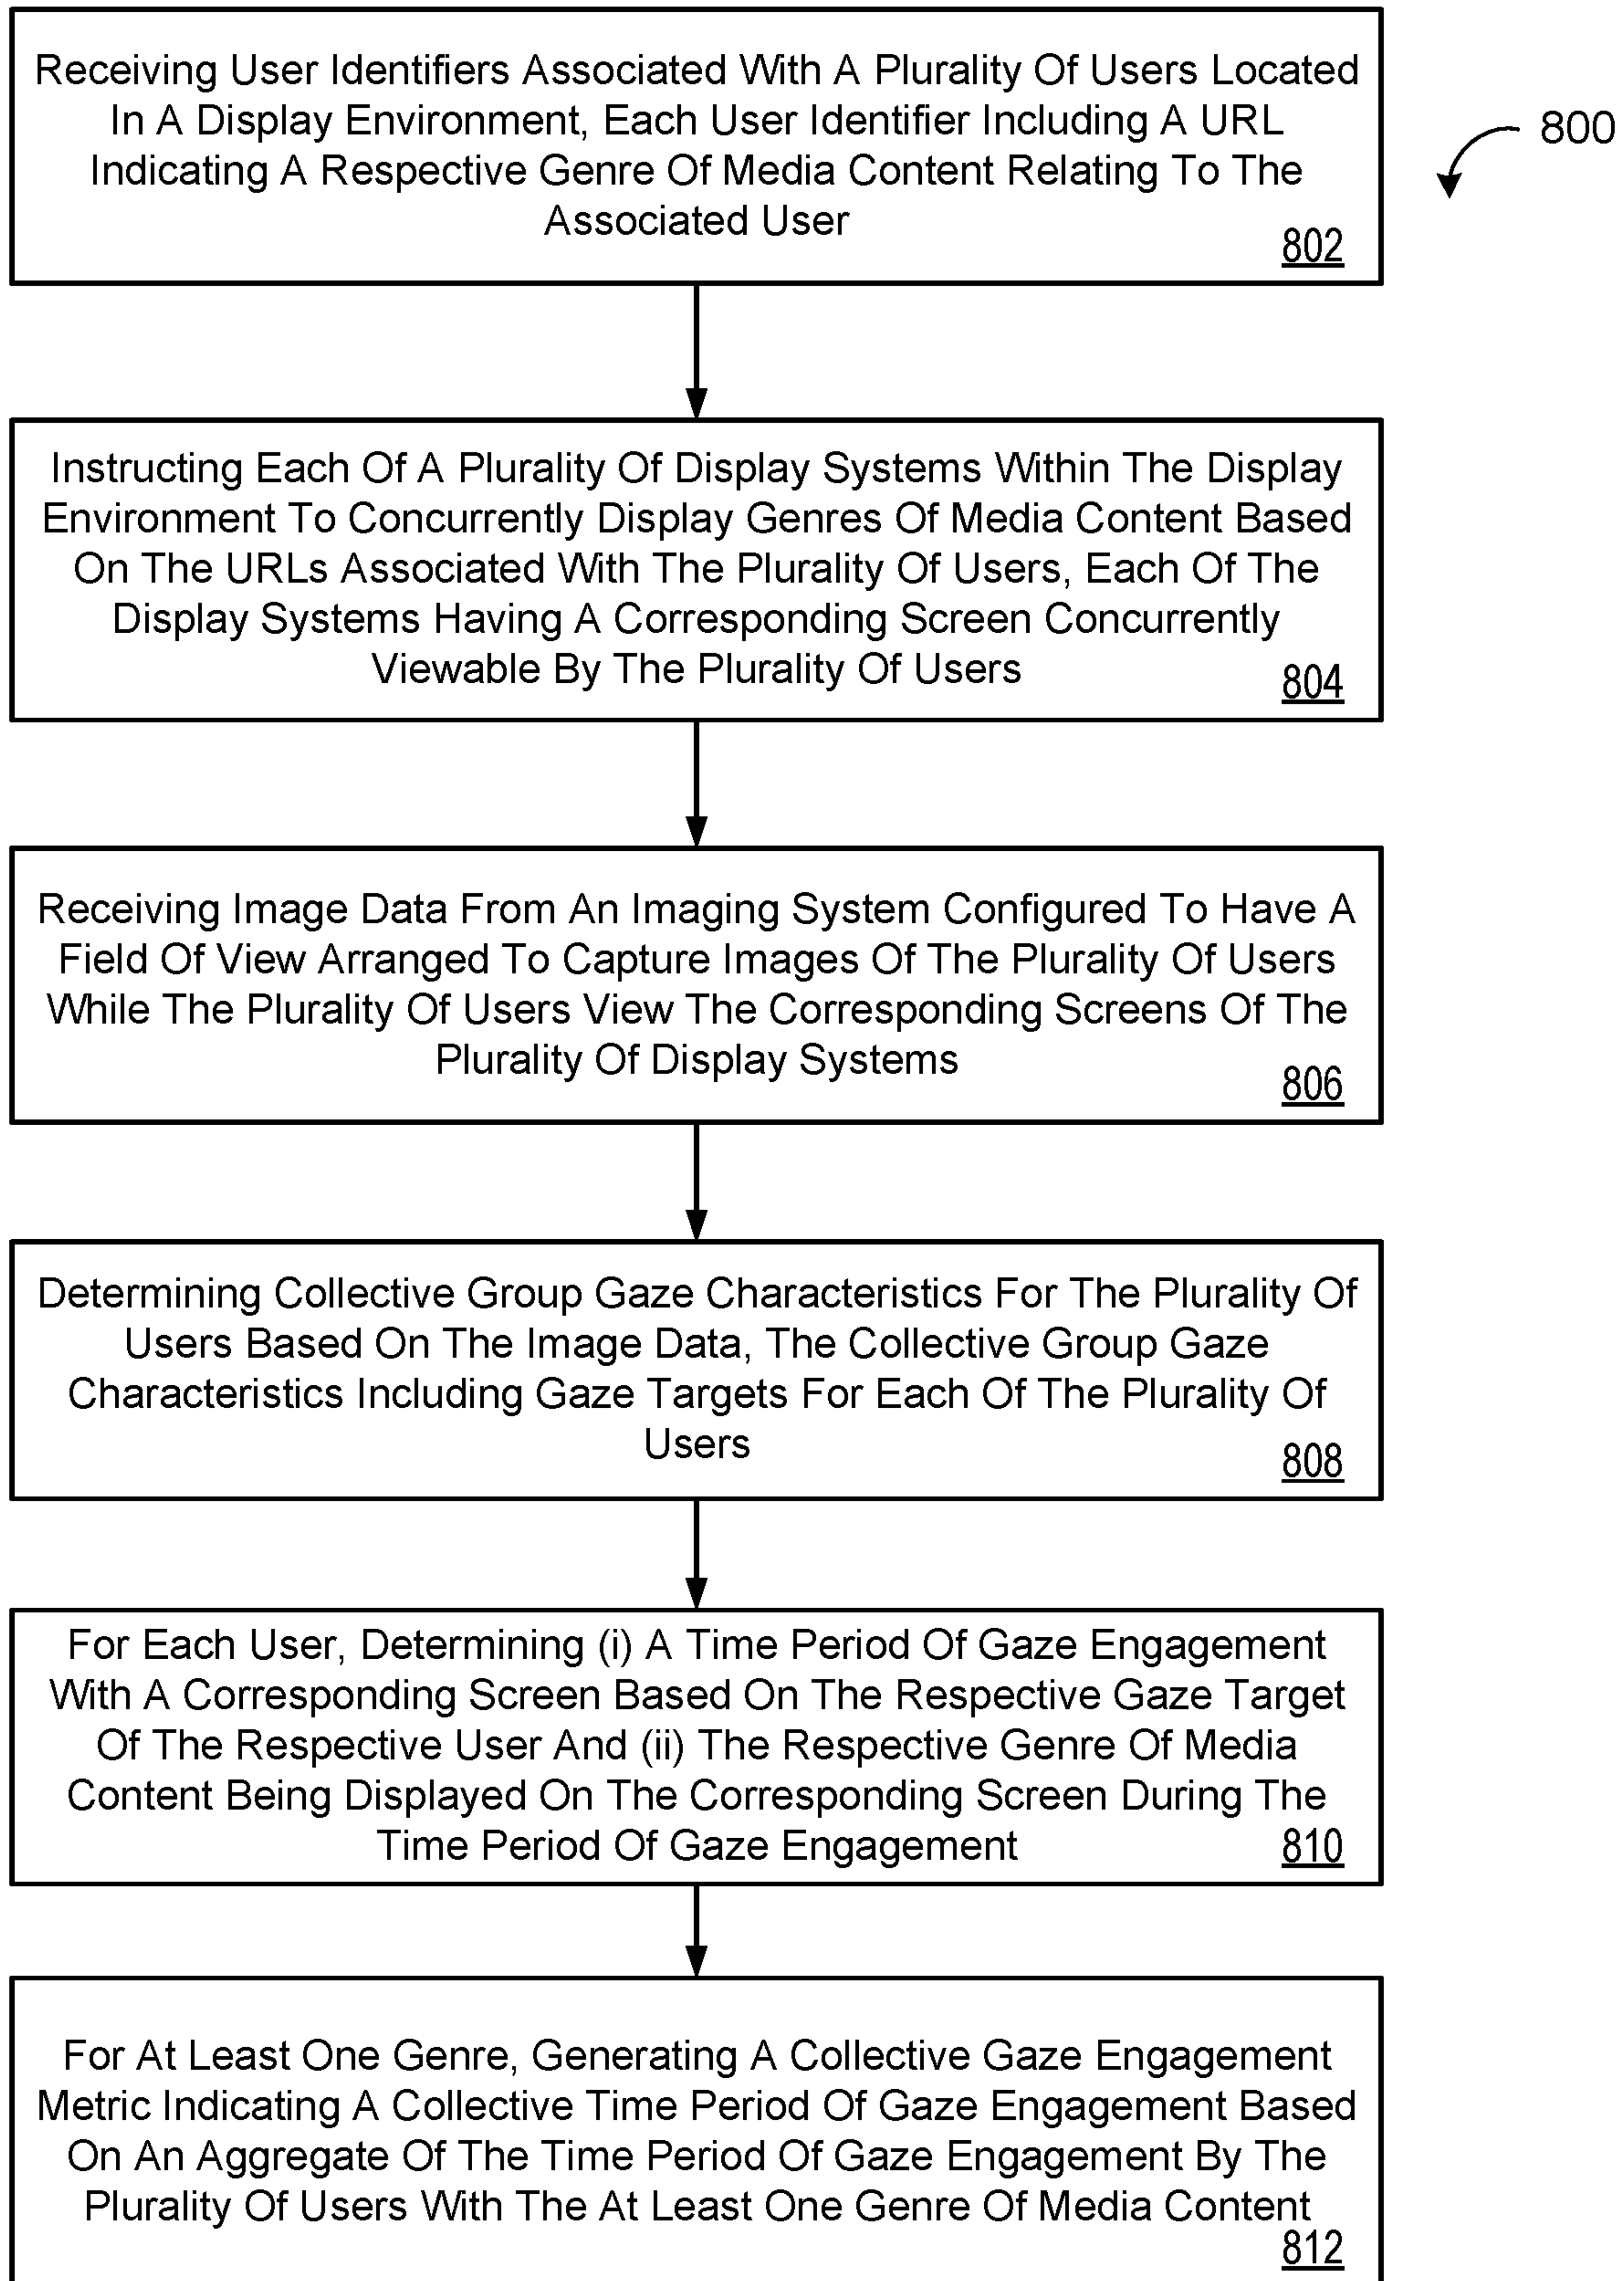 Receiving User Identifiers Associated With A Plurality Of Users Located
In A Display Environment, Each User Identifier Including A URL
Indicating A Respective Genre Of Media Content Relating To The
Associated User
802
800
Instructing Each Of A Plurality Of Display Systems Within The Display
Environment To Concurrently Display Genres Of Media Content Based
On The URLs Associated With The Plurality Of Users, Each Of The
Display Systems Having A Corresponding Screen Concurrently
Viewable By The Plurality Of Users
804
Receiving Image Data From An Imaging System Configured To Have A
Field Of View Arranged To Capture Images Of The Plurality Of Users
While The Plurality Of Users View The Corresponding Screens Of The
Plurality Of Display Systems
806
Determining Collective Group Gaze Characteristics For The Plurality Of
Users Based On The Image Data, The Collective Group Gaze
Characteristics Including Gaze Targets For Each Of The Plurality Of
Users
808
For Each User, Determining (i) A Time Period Of Gaze Engagement
With A Corresponding Screen Based On The Respective Gaze Target
Of The Respective User And (ii) The Respective Genre Of Media
Content Being Displayed On The Corresponding Screen During The
Time Period Of Gaze Engagement
810
For At Least One Genre, Generating A Collective Gaze Engagement
Metric Indicating A Collective Time Period Of Gaze Engagement Based
On An Aggregate Of The Time Period Of Gaze Engagement By The
Plurality Of Users With The At Least One Genre Of Media Content
812